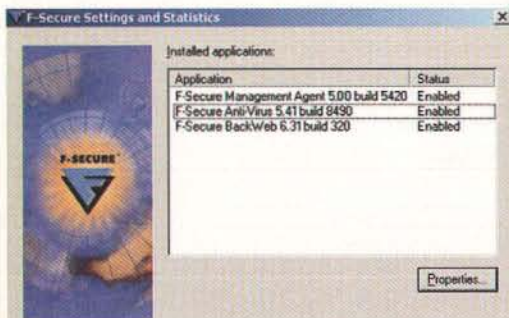 F-Secure Settings and Statistics
Installed applications:
Application Status
F-Secure Management Agent 5.00 build 5420 Enabled
F-Secure Anti-Virus 5.41 build 8490 Enabled
F-Secure BackWeb 6.31 build 320 Enabled
F-SECURE
Properties...